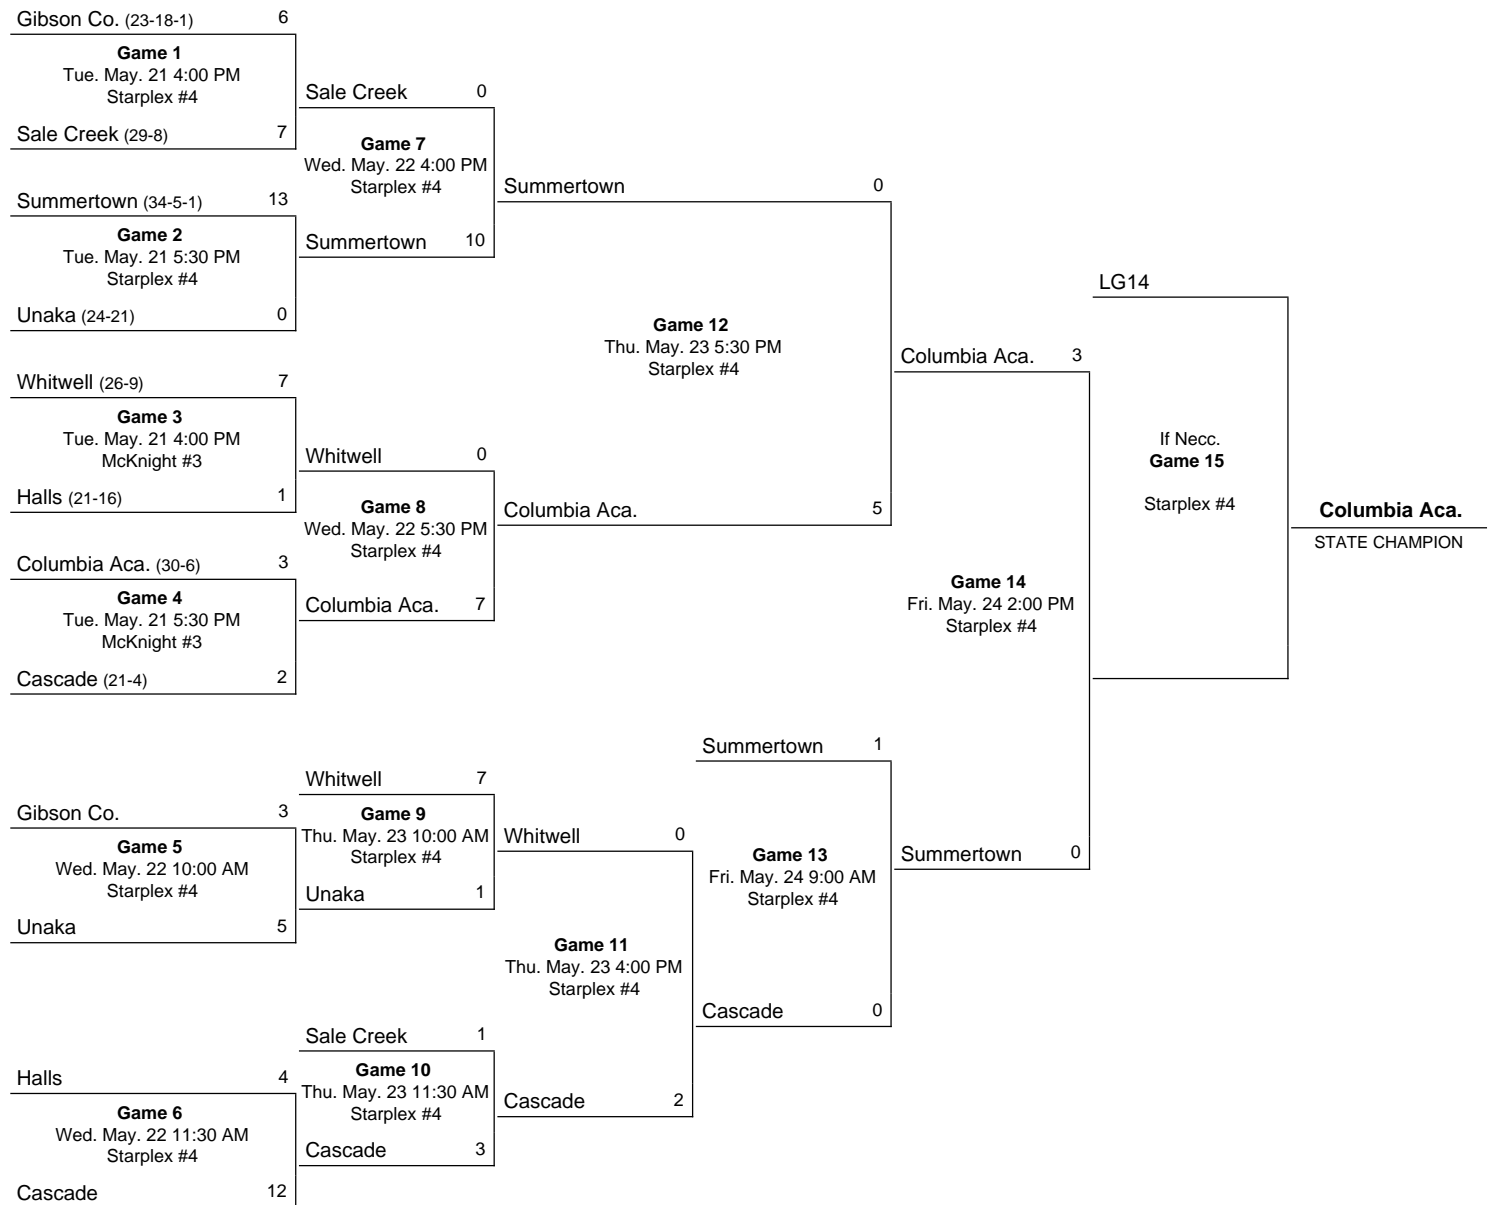 Gibson Co. (23-18-1) 6
Game 1
Tue. May. 21 4:00 PM
Starplex #4
Sale Creek (29-8) 7
Summertown (34-5-1) 13
Game 2
Tue. May. 21 5:30 PM
Starplex #4
Unaka (24-21) 0
Whitwell (26-9) 7
Game 3
Tue. May. 21 4:00 PM
McKnight #3
Halls (21-16) 1
Columbia Aca. (30-6) 3
Game 4
Tue. May. 21 5:30 PM
McKnight #3
Cascade (21-4) 2
Gibson Co. 3
Game 5
Wed. May. 22 10:00 AM
Starplex #4
Unaka 5
Halls 4
Game 6
Wed. May. 22 11:30 AM
Starplex #4
Cascade 12
Sale Creek 0
Game 7
Wed. May. 22 4:00 PM
Starplex #4
Summertown 10
Whitwell 0
Game 8
Wed. May. 22 5:30 PM
Starplex #4
Columbia Aca. 7
Whitwell 7
Game 9
Thu. May. 23 10:00 AM
Starplex #4
Unaka 1
Sale Creek 1
Game 10
Thu. May. 23 11:30 AM
Starplex #4
Cascade 3
Summertown 0
Game 12
Thu. May. 23 5:30 PM
Starplex #4
Columbia Aca. 5
Whitwell 0
Game 11
Thu. May. 23 4:00 PM
Starplex #4
Cascade 2
Summertown 1
Game 13
Fri. May. 24 9:00 AM
Starplex #4
Cascade 0
Columbia Aca. 3
Game 14
Fri. May. 24 2:00 PM
Starplex #4
Summertown 0
LG14
If Necc.
Game 15
Starplex #4
Columbia Aca.
STATE CHAMPION